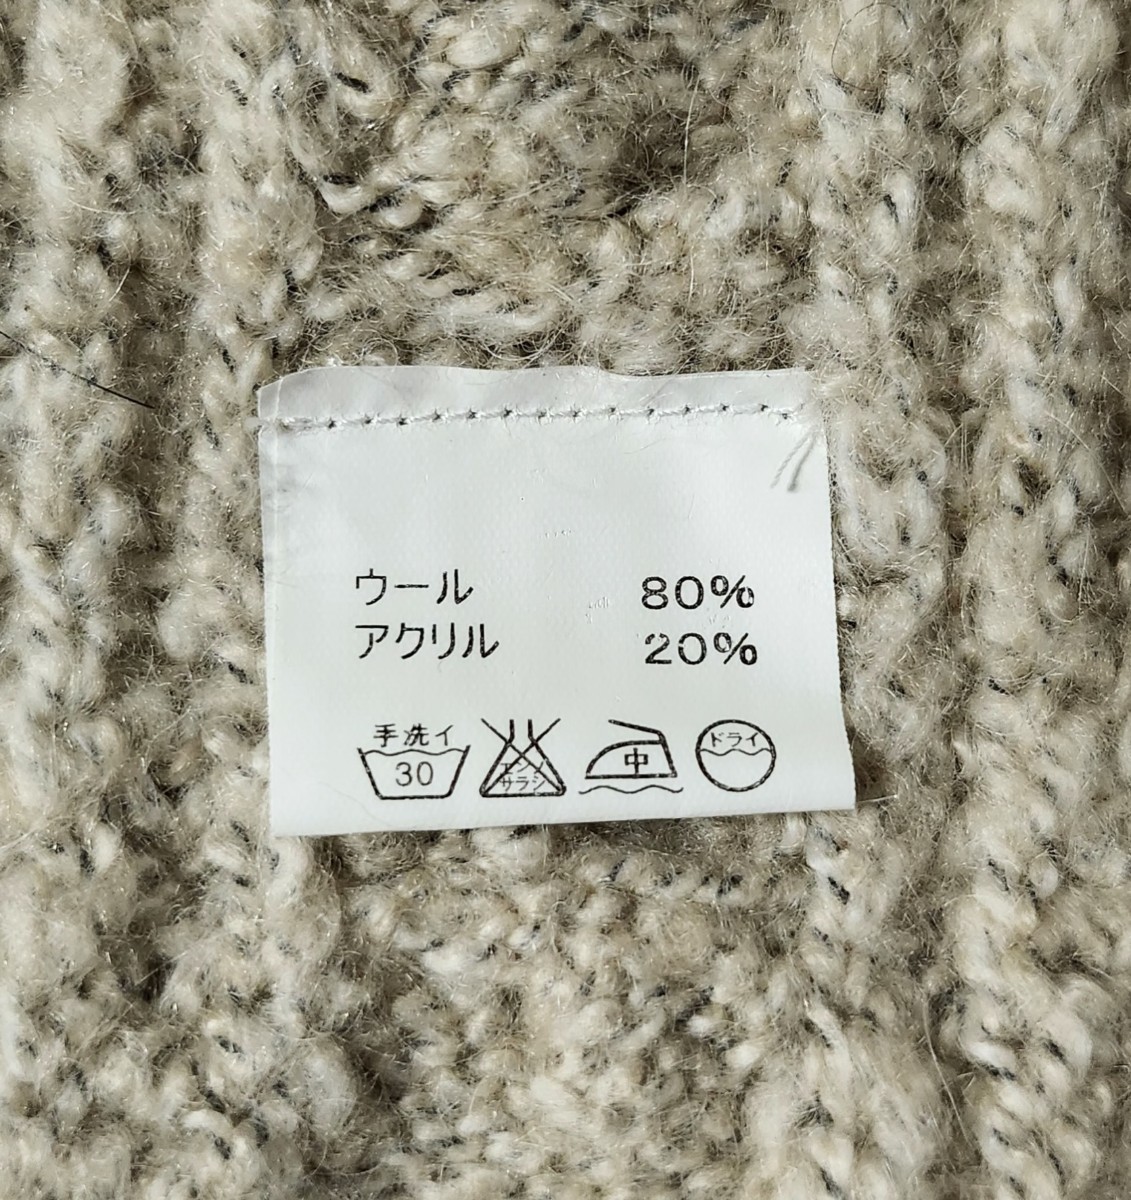 ウール 80%
アクリル 20%
手洗イ 30 エンソサラシ 中 ドライ